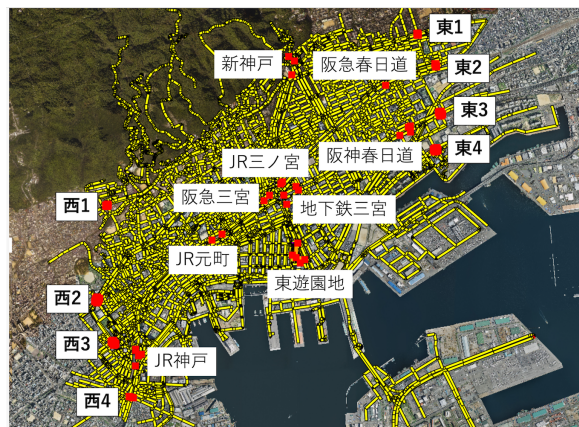 東1
新神戸
阪急春日道
東2
東3
阪神春日道
東4
JR三ノ宮
阪急三宮
西1
地下鉄三宮
JR元町
東遊園地
西2
西3
JR神戸
西4